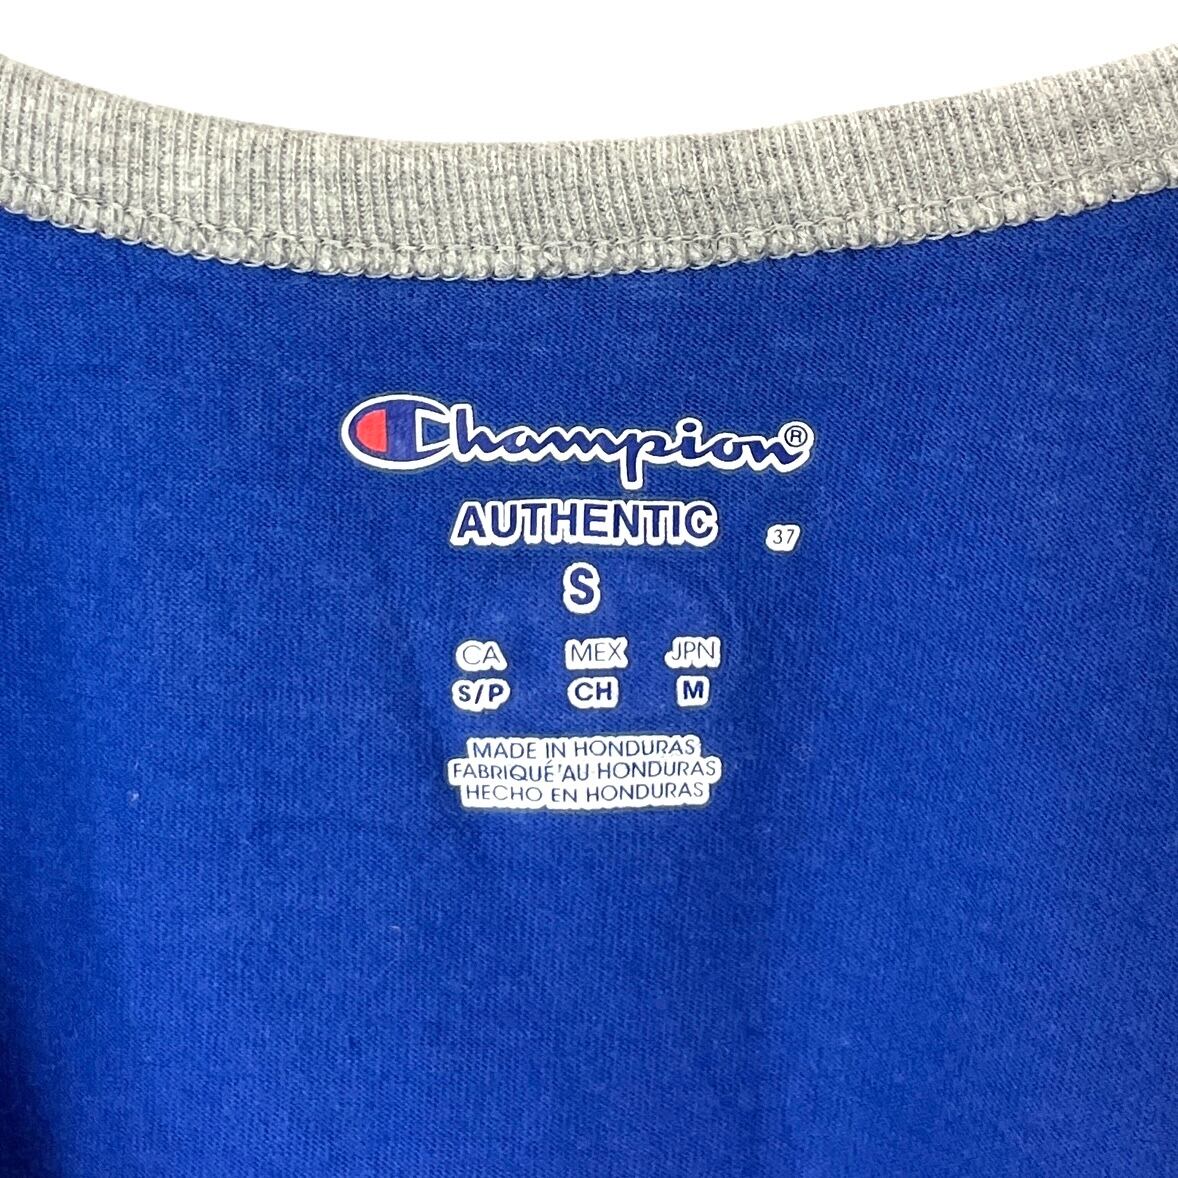 Champion®
AUTHENTIC 37
S
CA MEX JPN
S/P CH M
MADE IN HONDURAS
FABRIQUÉ AU HONDURAS
HECHO EN HONDURAS